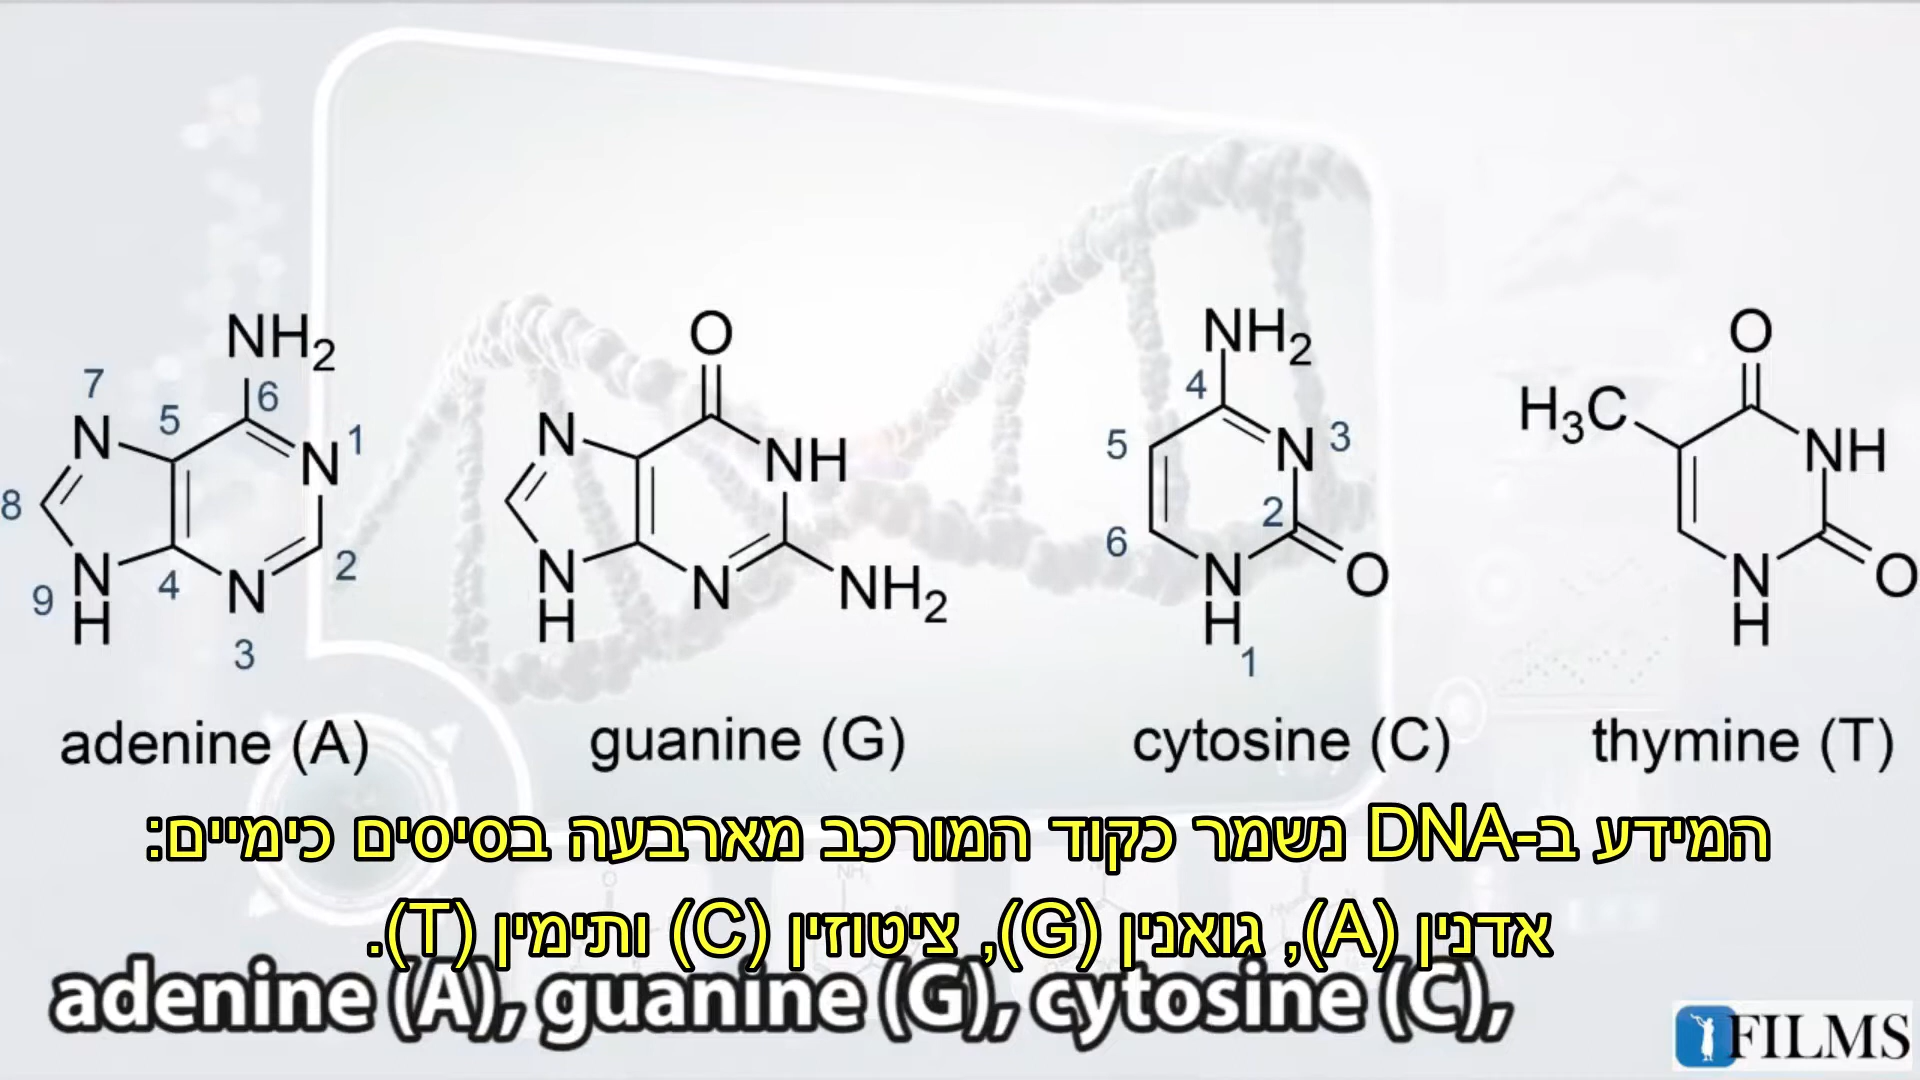 NH2
7
6
5
N
1
N
8
2
9
N
H
4
N
3
O
N
NH
N
H
N
NH2
NH2
4
5
N
3
2
6
N
H
O
1
O
H3C
NH
N
H
O
adenine (A)
guanine (G)
cytosine (C)
thymine (T)
המידע ב-DNA נשמר כקוד המורכב מארבעה בסיסים כימיים:
אדנין (A), גואנין (G), ציטוזין (C) ותימין (T).
adenine (A), guanine (G), cytosine (C),
FILMS